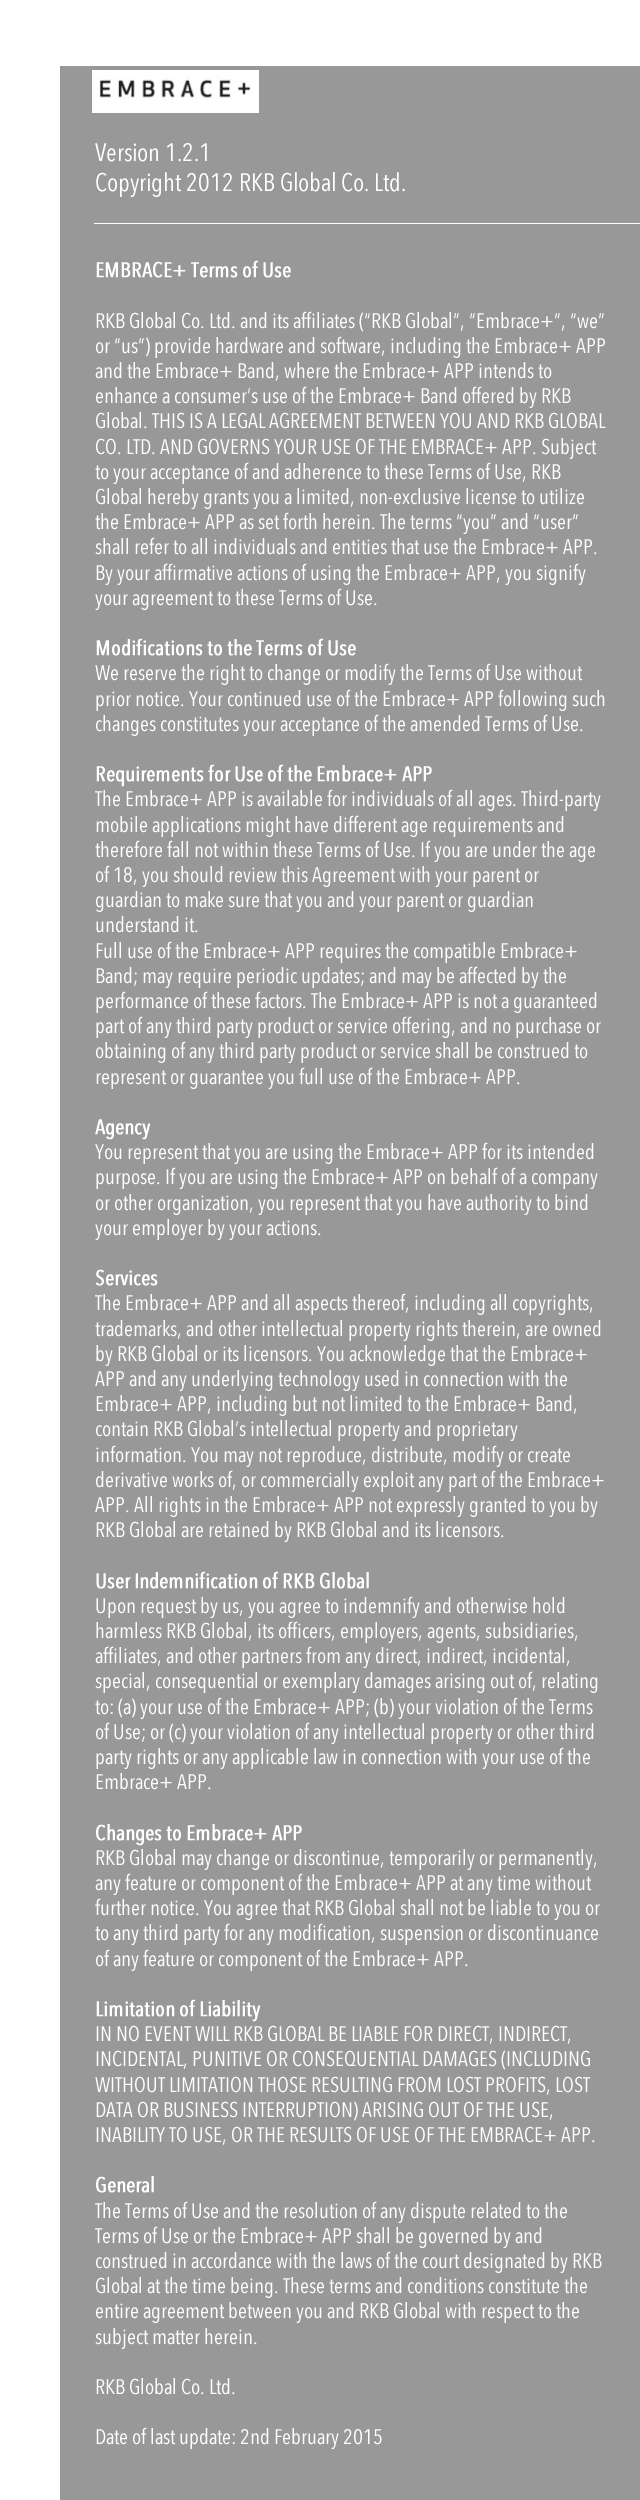 EMBRACE+
Version 1.2.1
Copyright 2012 RKB Global Co. Ltd.
EMBRACE+ Terms of Use
RKB Global Co. Ltd. and its affiliates (“RKB Global”, “Embrace+”, “we”
or “us”) provide hardware and software, including the Embrace+ APP
and the Embrace+ Band, where the Embrace+ APP intends to
enhance a consumer’s use of the Embrace+ Band offered by RKB
Global. THIS IS A LEGAL AGREEMENT BETWEEN YOU AND RKB GLOBAL
CO. LTD. AND GOVERNS YOUR USE OF THE EMBRACE+ APP. Subject
to your acceptance of and adherence to these Terms of Use, RKB
Global hereby grants you a limited, non-exclusive license to utilize
the Embrace+ APP as set forth herein. The terms “you” and “user”
shall refer to all individuals and entities that use the Embrace+ APP.
By your affirmative actions of using the Embrace+ APP, you signify
your agreement to these Terms of Use.
Modifications to the Terms of Use
We reserve the right to change or modify the Terms of Use without
prior notice. Your continued use of the Embrace+ APP following such
changes constitutes your acceptance of the amended Terms of Use.
Requirements for Use of the Embrace+ APP
The Embrace+ APP is available for individuals of all ages. Third-party
mobile applications might have different age requirements and
therefore fall not within these Terms of Use. If you are under the age
of 18, you should review this Agreement with your parent or
guardian to make sure that you and your parent or guardian
understand it.
Full use of the Embrace+ APP requires the compatible Embrace+
Band; may require periodic updates; and may be affected by the
performance of these factors. The Embrace+ APP is not a guaranteed
part of any third party product or service offering, and no purchase or
obtaining of any third party product or service shall be construed to
represent or guarantee you full use of the Embrace+ APP.
Agency
You represent that you are using the Embrace+ APP for its intended
purpose. If you are using the Embrace+ APP on behalf of a company
or other organization, you represent that you have authority to bind
your employer by your actions.
Services
The Embrace+ APP and all aspects thereof, including all copyrights,
trademarks, and other intellectual property rights therein, are owned
by RKB Global or its licensors. You acknowledge that the Embrace+
APP and any underlying technology used in connection with the
Embrace+ APP, including but not limited to the Embrace+ Band,
contain RKB Global’s intellectual property and proprietary
information. You may not reproduce, distribute, modify or create
derivative works of, or commercially exploit any part of the Embrace+
APP. All rights in the Embrace+ APP not expressly granted to you by
RKB Global are retained by RKB Global and its licensors.
User Indemnification of RKB Global
Upon request by us, you agree to indemnify and otherwise hold
harmless RKB Global, its officers, employers, agents, subsidiaries,
affiliates, and other partners from any direct, indirect, incidental,
special, consequential or exemplary damages arising out of, relating
to: (a) your use of the Embrace+ APP; (b) your violation of the Terms
of Use; or (c) your violation of any intellectual property or other third
party rights or any applicable law in connection with your use of the
Embrace+ APP.
Changes to Embrace+ APP
RKB Global may change or discontinue, temporarily or permanently,
any feature or component of the Embrace+ APP at any time without
further notice. You agree that RKB Global shall not be liable to you or
to any third party for any modification, suspension or discontinuance
of any feature or component of the Embrace+ APP.
Limitation of Liability
IN NO EVENT WILL RKB GLOBAL BE LIABLE FOR DIRECT, INDIRECT,
INCIDENTAL, PUNITIVE OR CONSEQUENTIAL DAMAGES (INCLUDING
WITHOUT LIMITATION THOSE RESULTING FROM LOST PROFITS, LOST
DATA OR BUSINESS INTERRUPTION) ARISING OUT OF THE USE,
INABILITY TO USE, OR THE RESULTS OF USE OF THE EMBRACE+ APP.
General
The Terms of Use and the resolution of any dispute related to the
Terms of Use or the Embrace+ APP shall be governed by and
construed in accordance with the laws of the court designated by RKB
Global at the time being. These terms and conditions constitute the
entire agreement between you and RKB Global with respect to the
subject matter herein.
RKB Global Co. Ltd.
Date of last update: 2nd February 2015